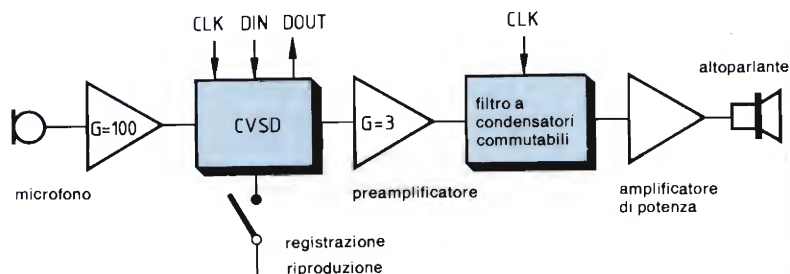 CLK DIN DOUT
CLK
altoparlante
G=100
CVSD
G=3
filtro a
condensatori
commutabili
microfono
preamplificatore
amplificatore
di potenza
registrazione
riproduzione